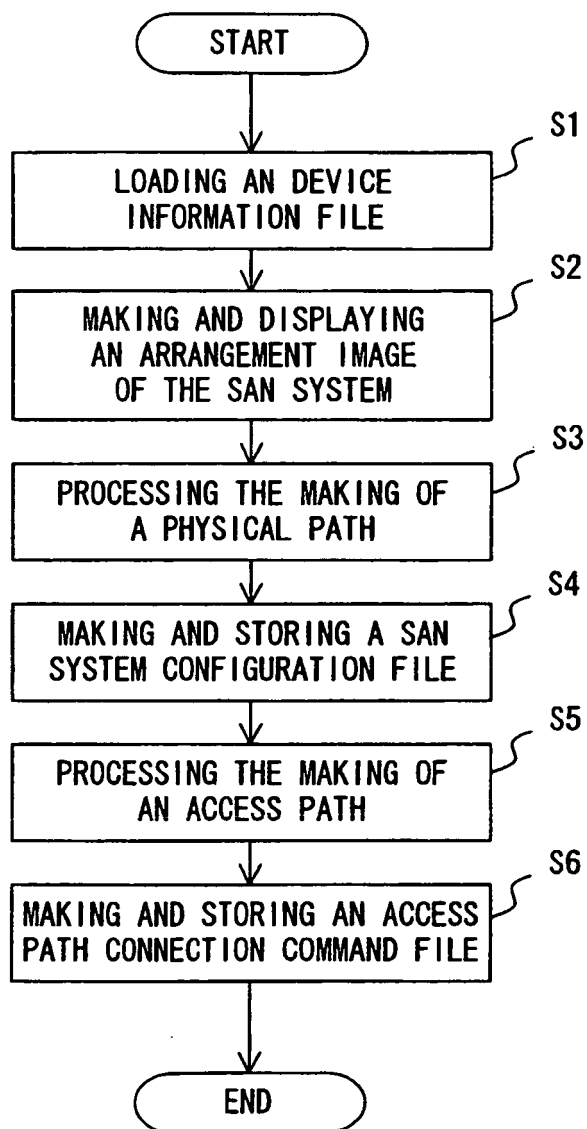 START
S1
LOADING AN DEVICE
INFORMATION FILE
S2
MAKING AND DISPLAYING
AN ARRANGEMENT IMAGE
OF THE SAN SYSTEM
S3
PROCESSING THE MAKING OF
A PHYSICAL PATH
S4
MAKING AND STORING A SAN
SYSTEM CONFIGURATION FILE
S5
PROCESSING THE MAKING OF
AN ACCESS PATH
S6
MAKING AND STORING AN ACCESS
PATH CONNECTION COMMAND FILE
END